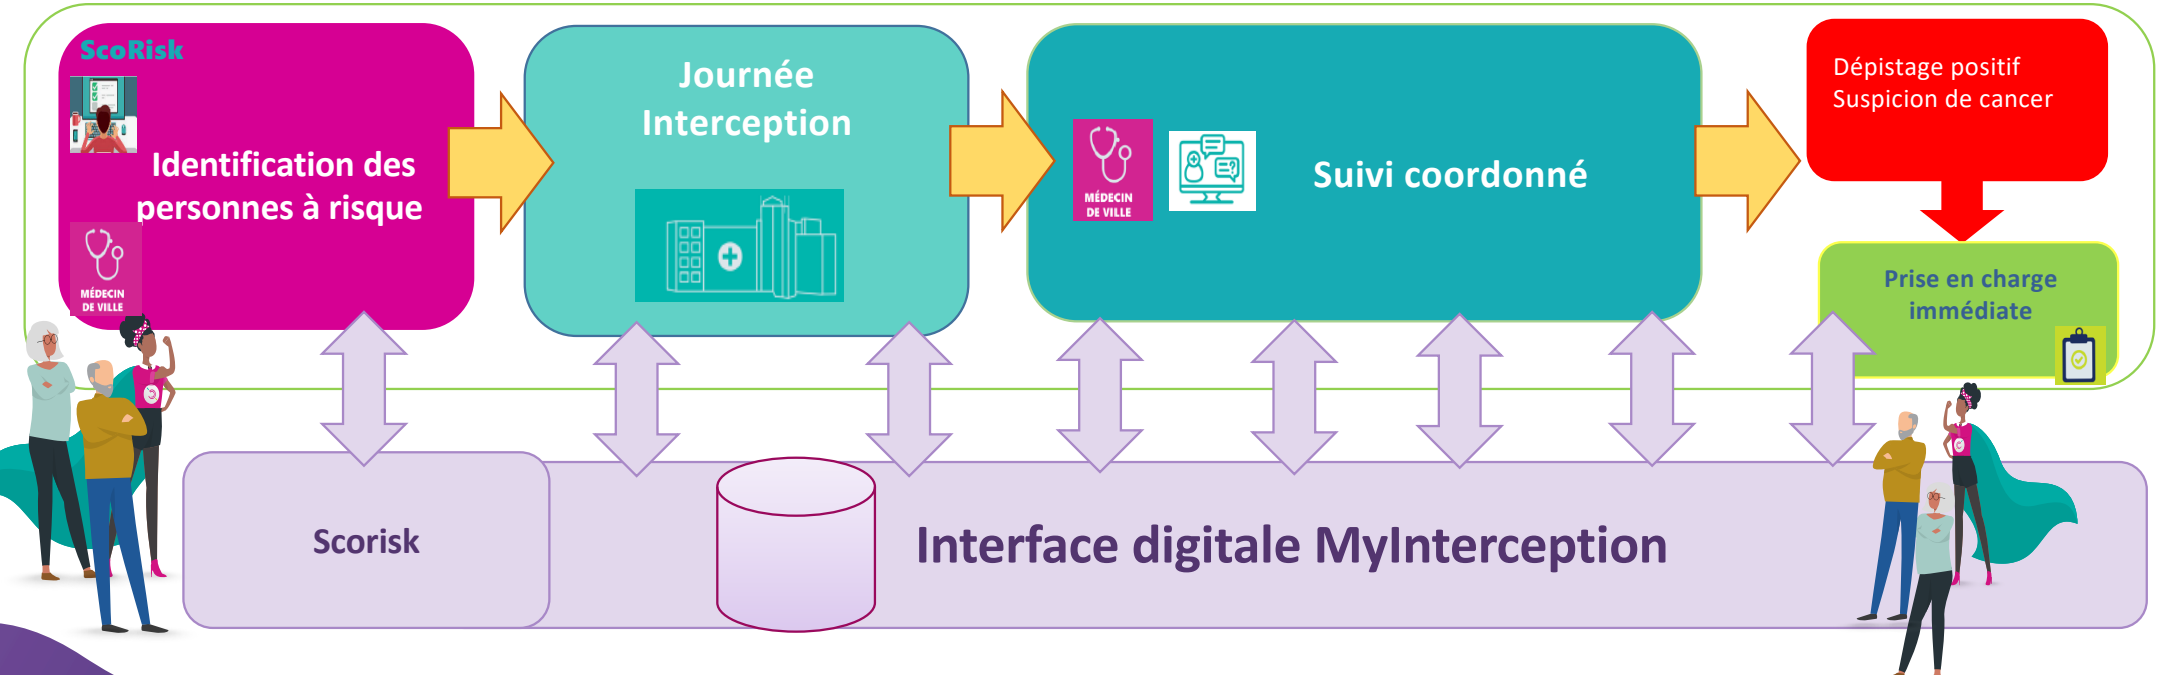 ScoRisk
Identification des
personnes à risque
MÉDECIN
DE VILLE
Journée
Interception
MÉDECIN
DE VILLE
Suivi coordonné
Dépistage positif
Suspicion de cancer
Prise en charge
immédiate
Scorisk
Interface digitale MyInterception